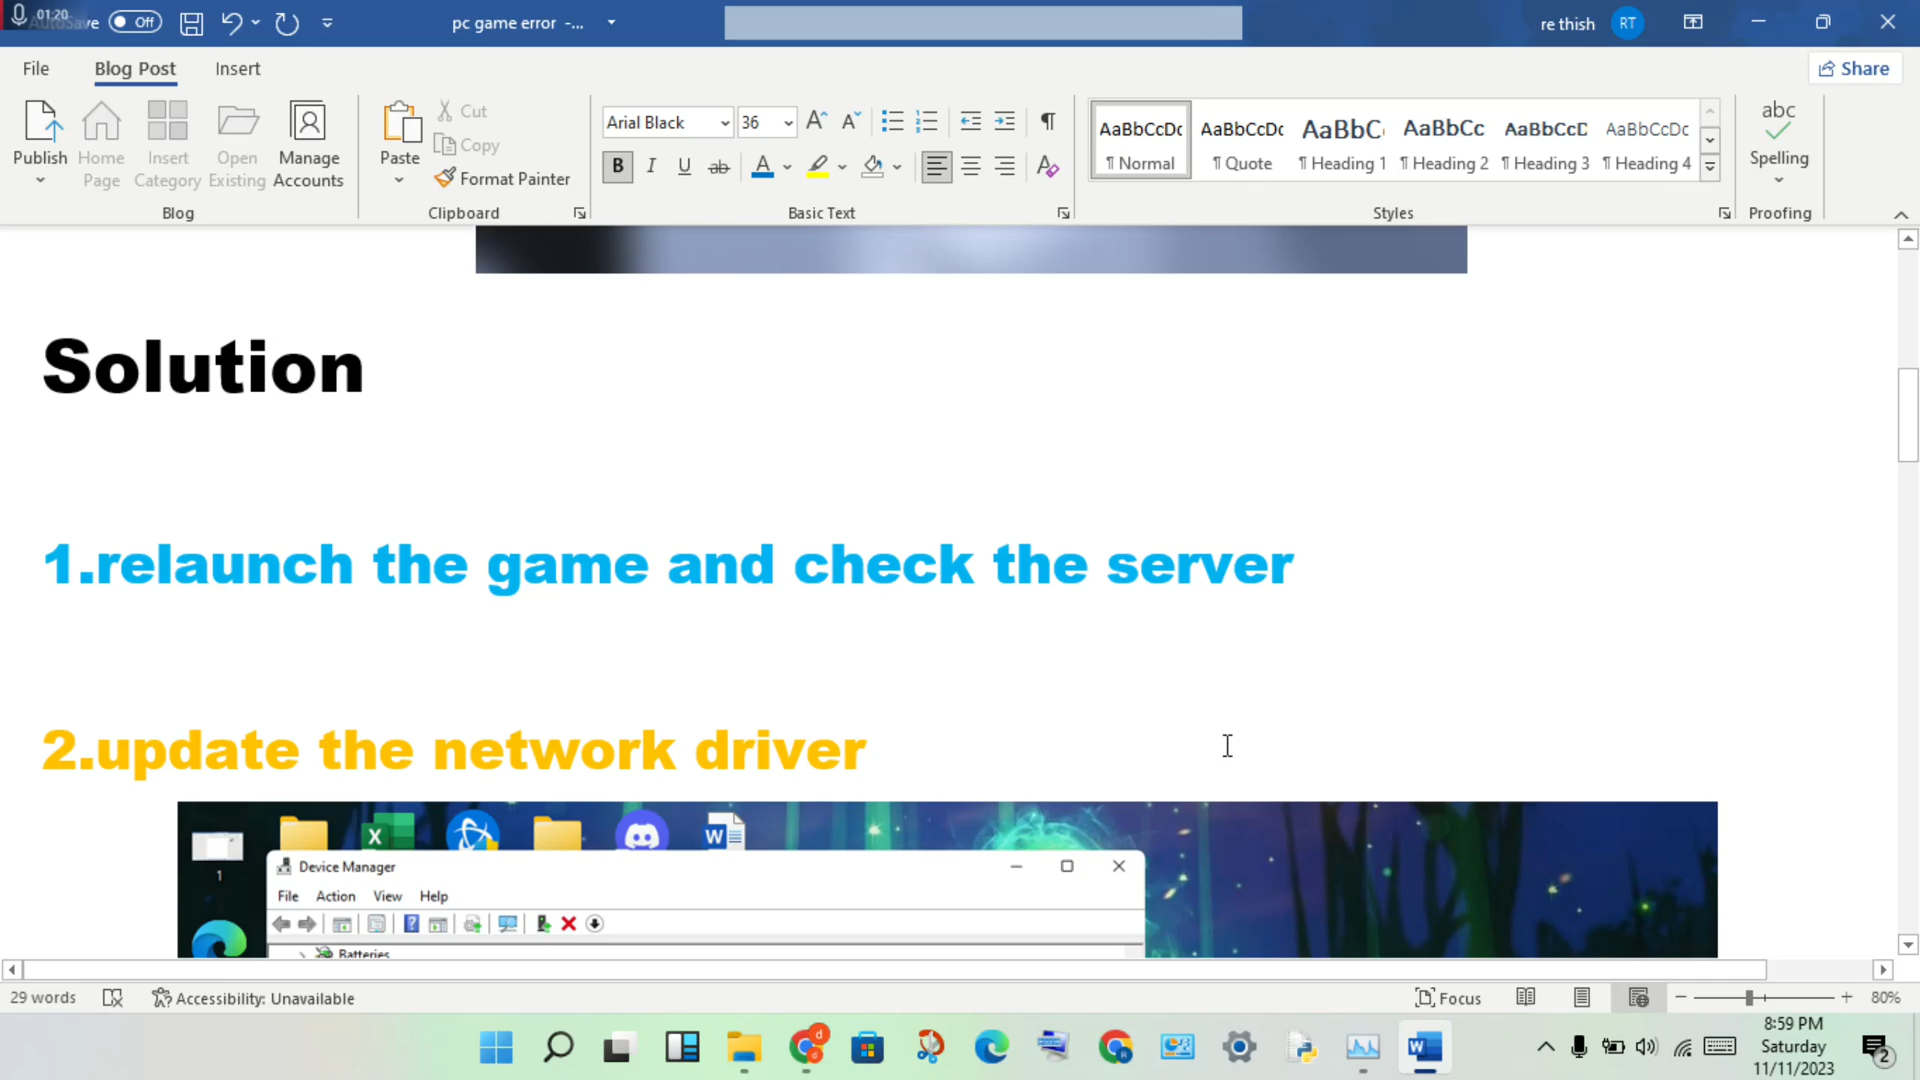 01:20
Off
pc game error -...
re thish
RT
File
Blog Post
Insert
Share
Publish
Home Page
Insert Category
Open Existing
Manage Accounts
Blog
Paste
Cut
Copy
Format Painter
Clipboard
Arial Black
36
Basic Text
AaBbCcDc
¶ Normal
AaBbCcDc
¶ Quote
AaBbC
¶ Heading 1
AaBbCc
¶ Heading 2
AaBbCcD
¶ Heading 3
AaBbCcDc
¶ Heading 4
Styles
abc
Spelling
Proofing
Solution
1.relaunch the game and check the server
2.update the network driver
1
Device Manager
File Action View Help
Batteries
29 words
Accessibility: Unavailable
Focus
80%
8:59 PM
Saturday
11/11/2023
2